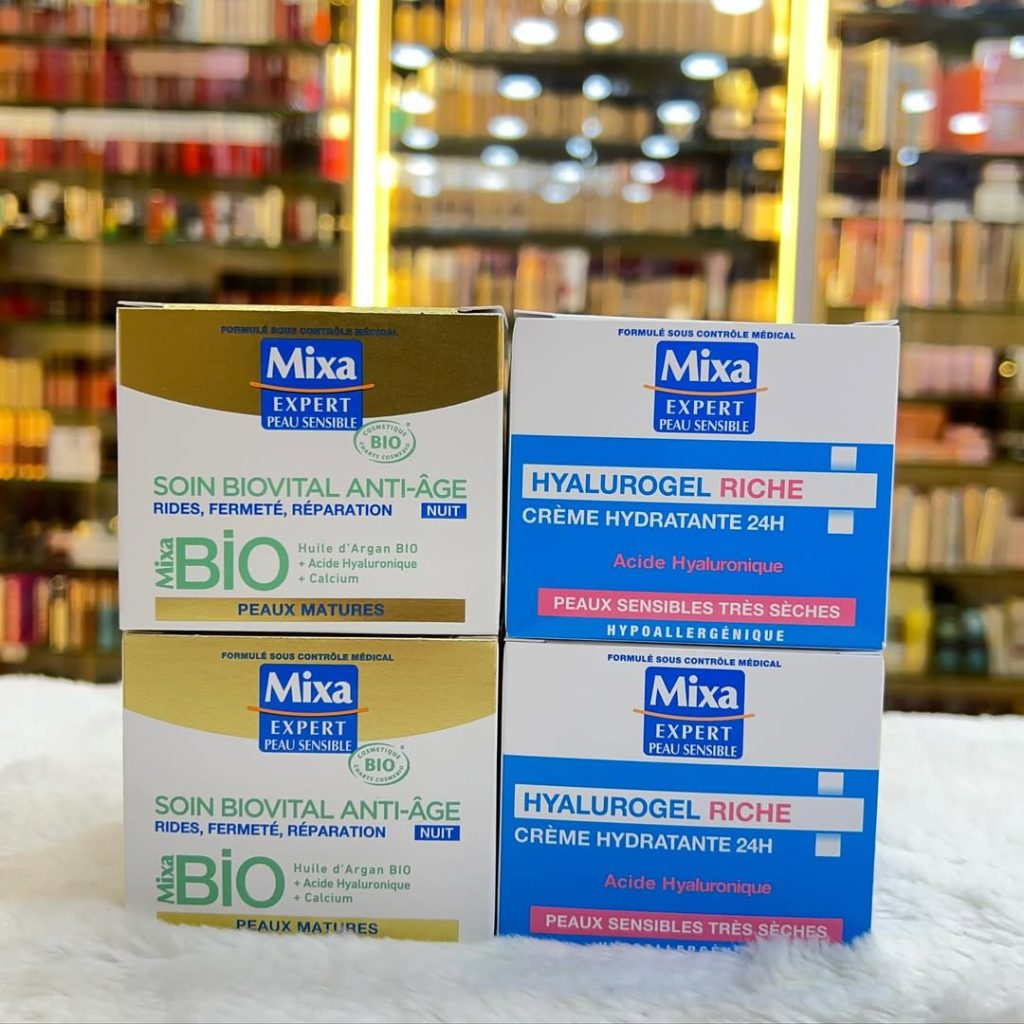 FORMULÉ SOUS CONTRÔLE MÉDICAL
Mixa
EXPERT
PEAU SENSIBLE
COSMETIQUE
BIO
CHARTE COSMEBIO
SOIN BIOVITAL ANTI-ÂGE
RIDES, FERMETÉ, RÉPARATION NUIT
Mixa BIO
Huile d'Argan BIO
+ Acide Hyaluronique
+ Calcium
PEAUX MATURES
FORMULÉ SOUS CONTRÔLE MÉDICAL
Mixa
EXPERT
PEAU SENSIBLE
HYALUROGEL RICHE
CRÈME HYDRATANTE 24H
Acide Hyaluronique
PEAUX SENSIBLES TRÈS SÈCHES
HYPOALLERGÉNIQUE
FORMULÉ SOUS CONTRÔLE MÉDICAL
Mixa
EXPERT
PEAU SENSIBLE
COSMETIQUE
BIO
CHARTE COSMEBIO
SOIN BIOVITAL ANTI-ÂGE
RIDES, FERMETÉ, RÉPARATION NUIT
Mixa BIO
Huile d'Argan BIO
+ Acide Hyaluronique
+ Calcium
PEAUX MATURES
FORMULÉ SOUS CONTRÔLE MÉDICAL
Mixa
EXPERT
PEAU SENSIBLE
HYALUROGEL RICHE
CRÈME HYDRATANTE 24H
Acide Hyaluronique
PEAUX SENSIBLES TRÈS SÈCHES